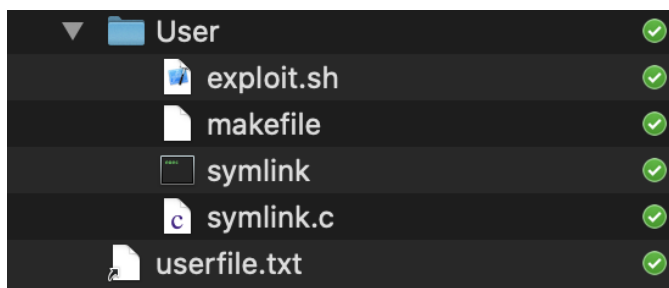 User
exploit.sh
makefile
symlink
symlink.c
userfile.txt